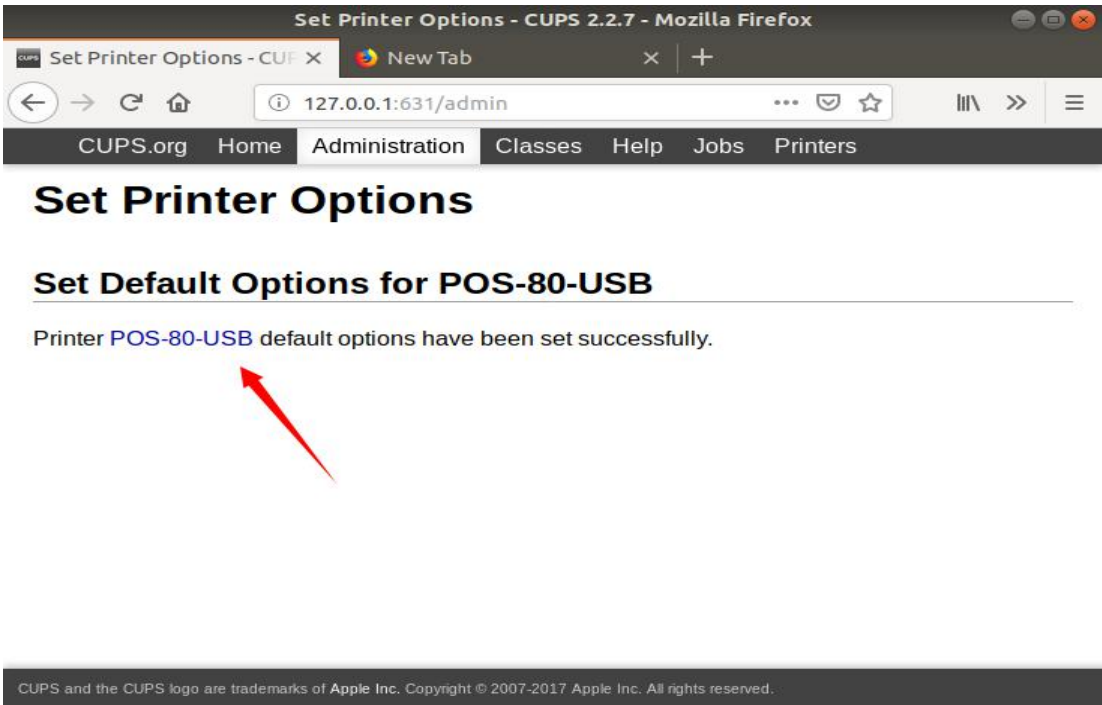 Set Printer Options - CUPS 2.2.7 - Mozilla Firefox
CUPS Set Printer Options - CUP New Tab
127.0.0.1:631/admin
CUPS.org Home Administration Classes Help Jobs Printers
Set Printer Options
Set Default Options for POS-80-USB
Printer POS-80-USB default options have been set successfully.
CUPS and the CUPS logo are trademarks of Apple Inc. Copyright © 2007-2017 Apple Inc. All rights reserved.